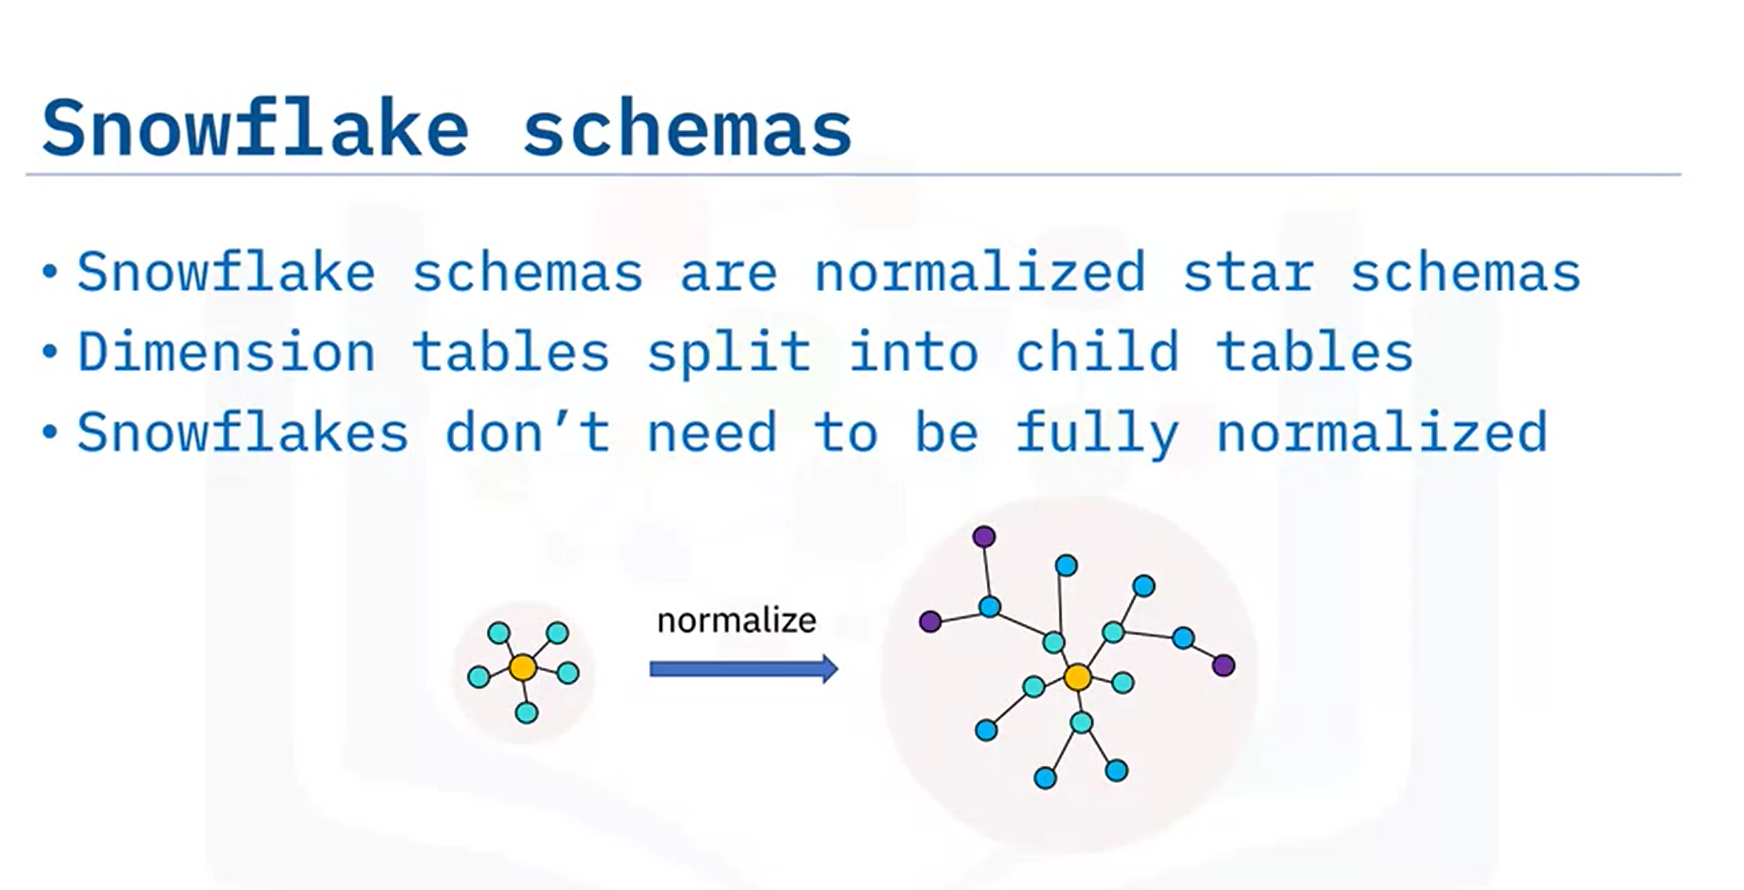 Snowflake schemas
• Snowflake schemas are normalized star schemas
• Dimension tables split into child tables
• Snowflakes don’t need to be fully normalized
normalize